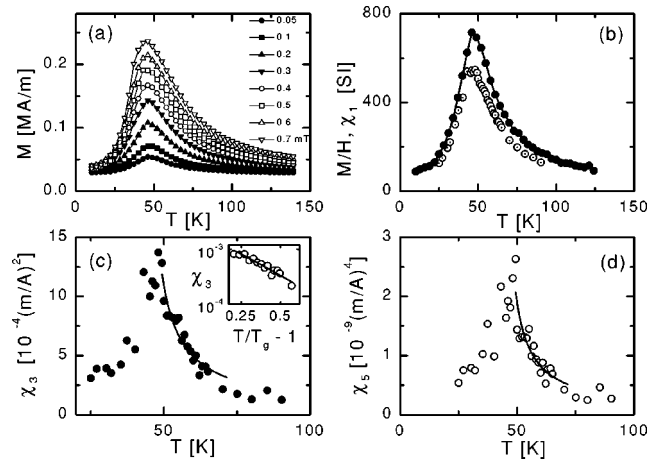 (a)
M [MA/m]
0.2
0.1
0.0
0 50 100 150
T [K]
0.05
0.1
0.2
0.3
0.4
0.5
0.6
0.7 mT
(b)
M/H, χ₁ [SI]
800
400
0
0 50 100 150
T [K]
(c)
χ₃ [10⁻⁴(m/A)²]
15
10
5
0
50 100
T [K]
10⁻³
χ₃
10⁻⁴
0.2 0.5
T/Tg - 1
(d)
χ₅ [10⁻⁹(m/A)⁴]
3
2
1
0
0 50 100
T [K]